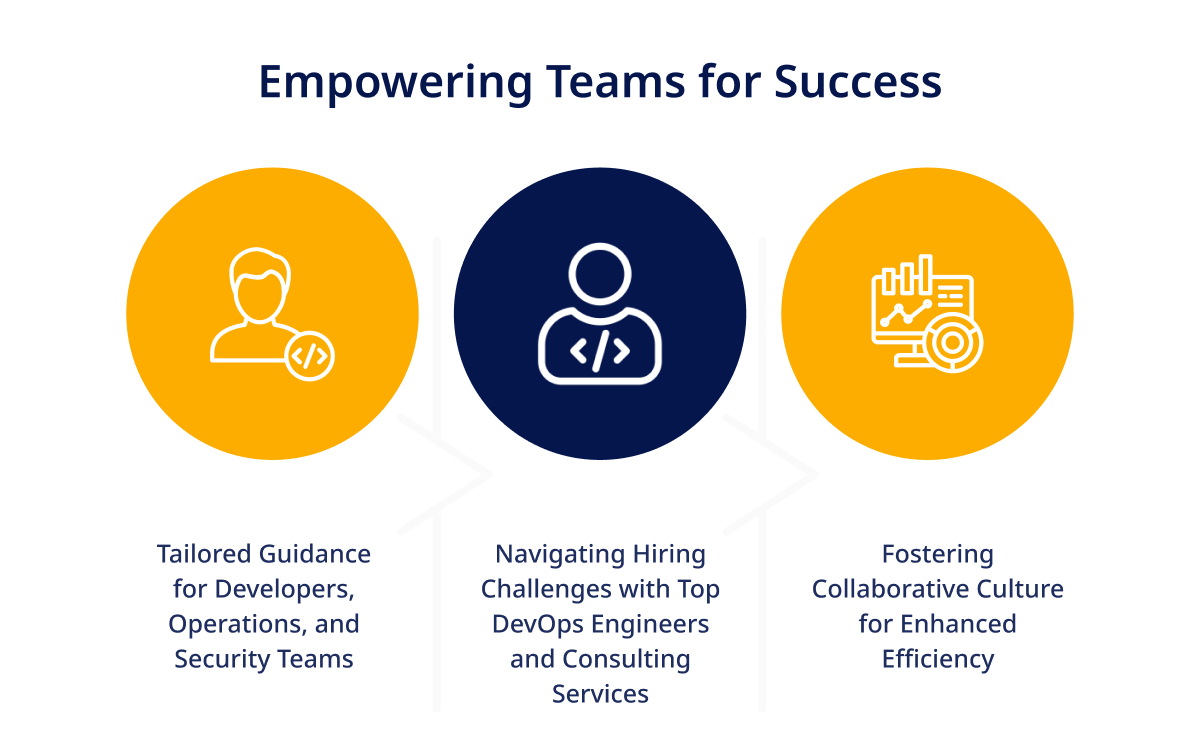 Empowering Teams for Success
Tailored Guidance
for Developers,
Operations, and
Security Teams
Navigating Hiring
Challenges with Top
DevOps Engineers
and Consulting
Services
Fostering
Collaborative Culture
for Enhanced
Efficiency